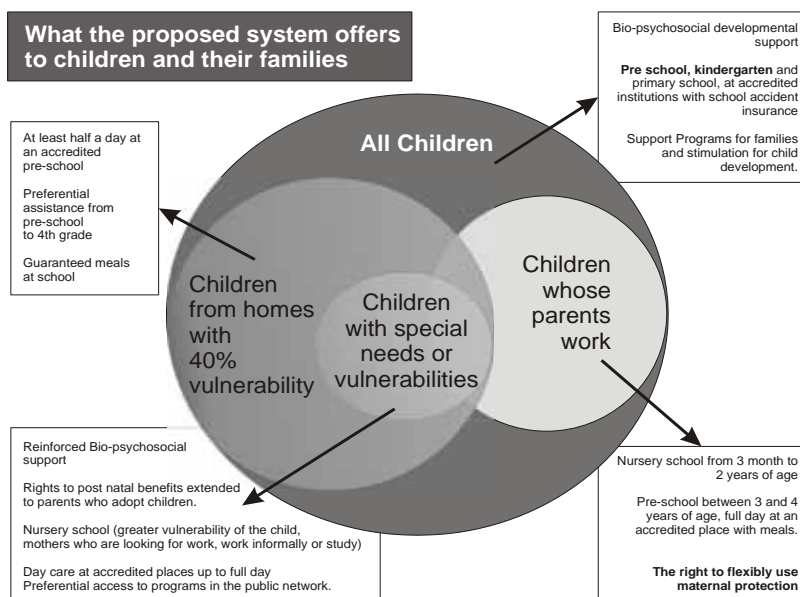 What the proposed system offers
to children and their families
Bio-psychosocial developmental
support
Pre school, kindergarten and
primary school, at accredited
institutions with school accident
insurance
Support Programs for families
and stimulation for child
development.
All Children
At least half a day at
an accredited
pre-school
Preferential
assistance from
pre-school
to 4th grade
Guaranteed meals
at school
Children
from homes
with
40%
vulnerability
Children
with special
needs or
vulnerabilities
Children
whose
parents
work
Reinforced Bio-psychosocial
support
Rights to post natal benefits extended
to parents who adopt children.
Nursery school (greater vulnerability of the child,
mothers who are looking for work, work informally or study)
Day care at accredited places up to full day
Preferential access to programs in the public network.
Nursery school from 3 month to
2 years of age
Pre-school between 3 and 4
years of age, full day at an
accredited place with meals.
The right to flexibly use
maternal protection